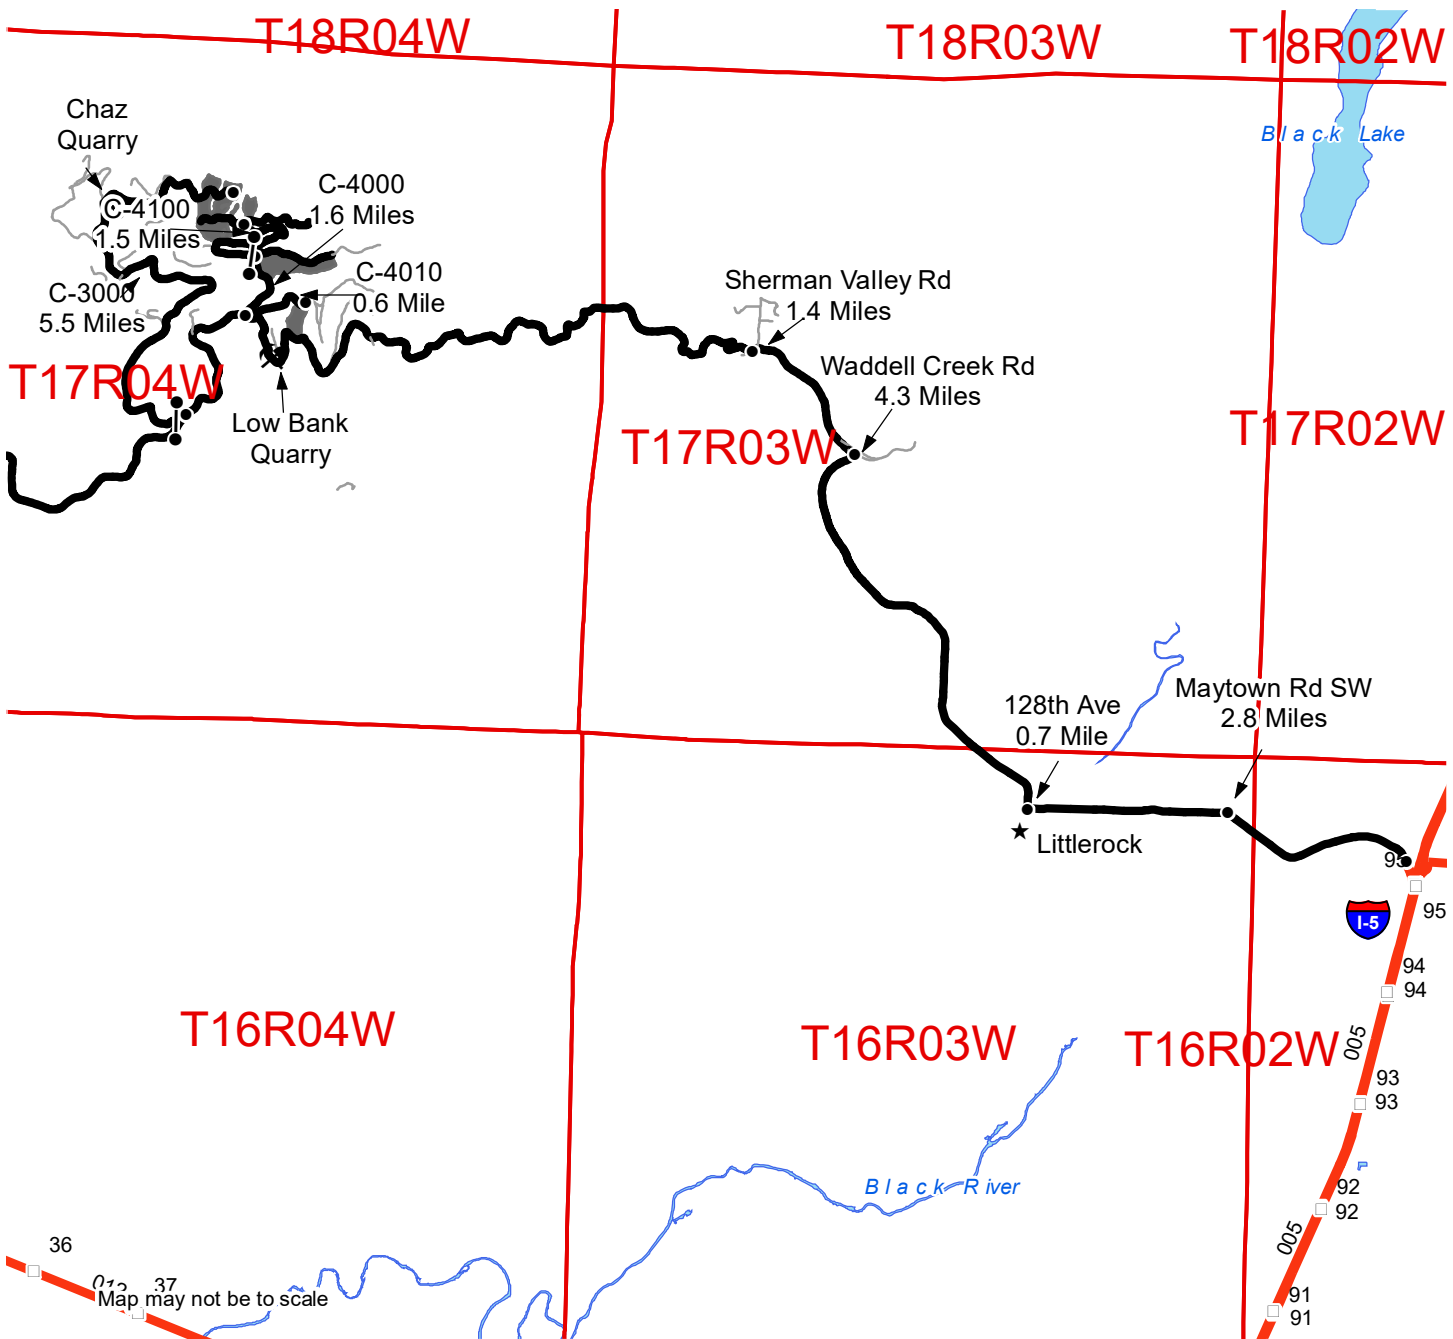 T18R04W
T18R03W
T18R02W
Chaz
Quarry
Black Lake
C-4000
1.6 Miles
C-4100
1.5 Miles
C-4010
0.6 Mile
C-3000
5.5 Miles
Sherman Valley Rd
1.4 Miles
Waddell Creek Rd
4.3 Miles
T17R04W
Low Bank
Quarry
T17R03W
T17R02W
128th Ave
0.7 Mile
Maytown Rd SW
2.8 Miles
Littlerock
95
I-5
95
94
94
T16R04W
T16R03W
T16R02W
005
93
93
Black River
92
92
005
36
37
Map may not be to scale
91
91